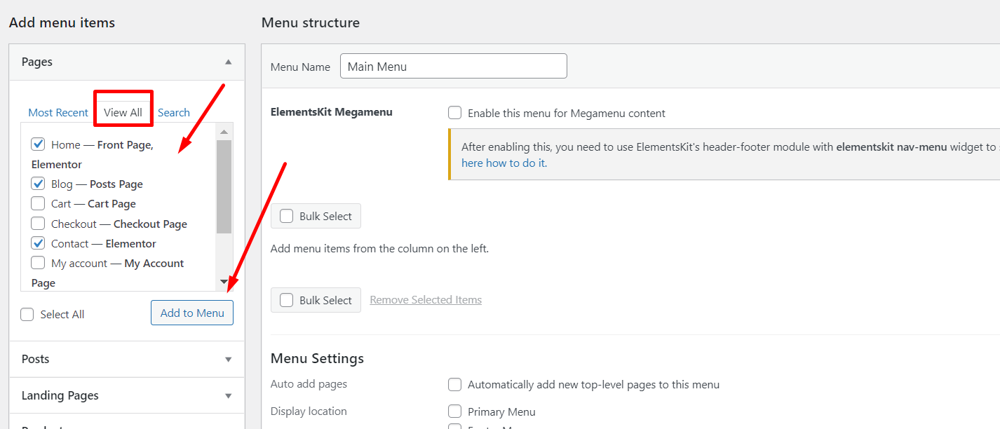 Add menu items
Pages
Most Recent View All Search
Home — Front Page,
Elementor
Blog — Posts Page
Cart — Cart Page
Checkout — Checkout Page
Contact — Elementor
My account — My Account
Page
Select All Add to Menu
Posts
Landing Pages
Menu structure
Menu Name Main Menu
ElementsKit Megamenu Enable this menu for Megamenu content
After enabling this, you need to use ElementsKit's header-footer module with elementskit nav-menu widget to
here how to do it.
Bulk Select
Add menu items from the column on the left.
Bulk Select Remove Selected Items
Menu Settings
Auto add pages Automatically add new top-level pages to this menu
Display location Primary Menu